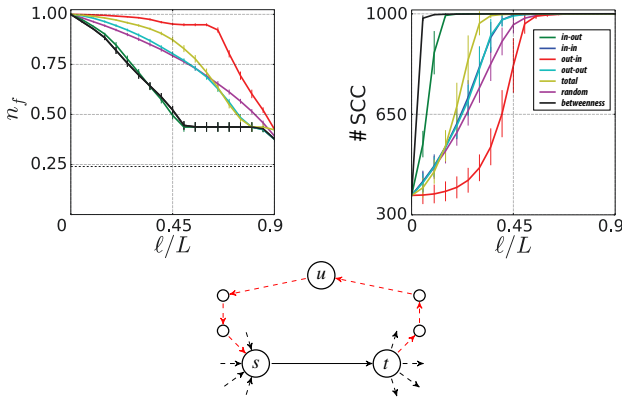 1.00
0.75
0.50
0.25
n_f
0
0.45
0.9
ℓ/L
1000
650
300
# SCC
0
0.45
0.9
ℓ/L
in-out
in-in
out-in
out-out
total
random
betweenness
u
s
t